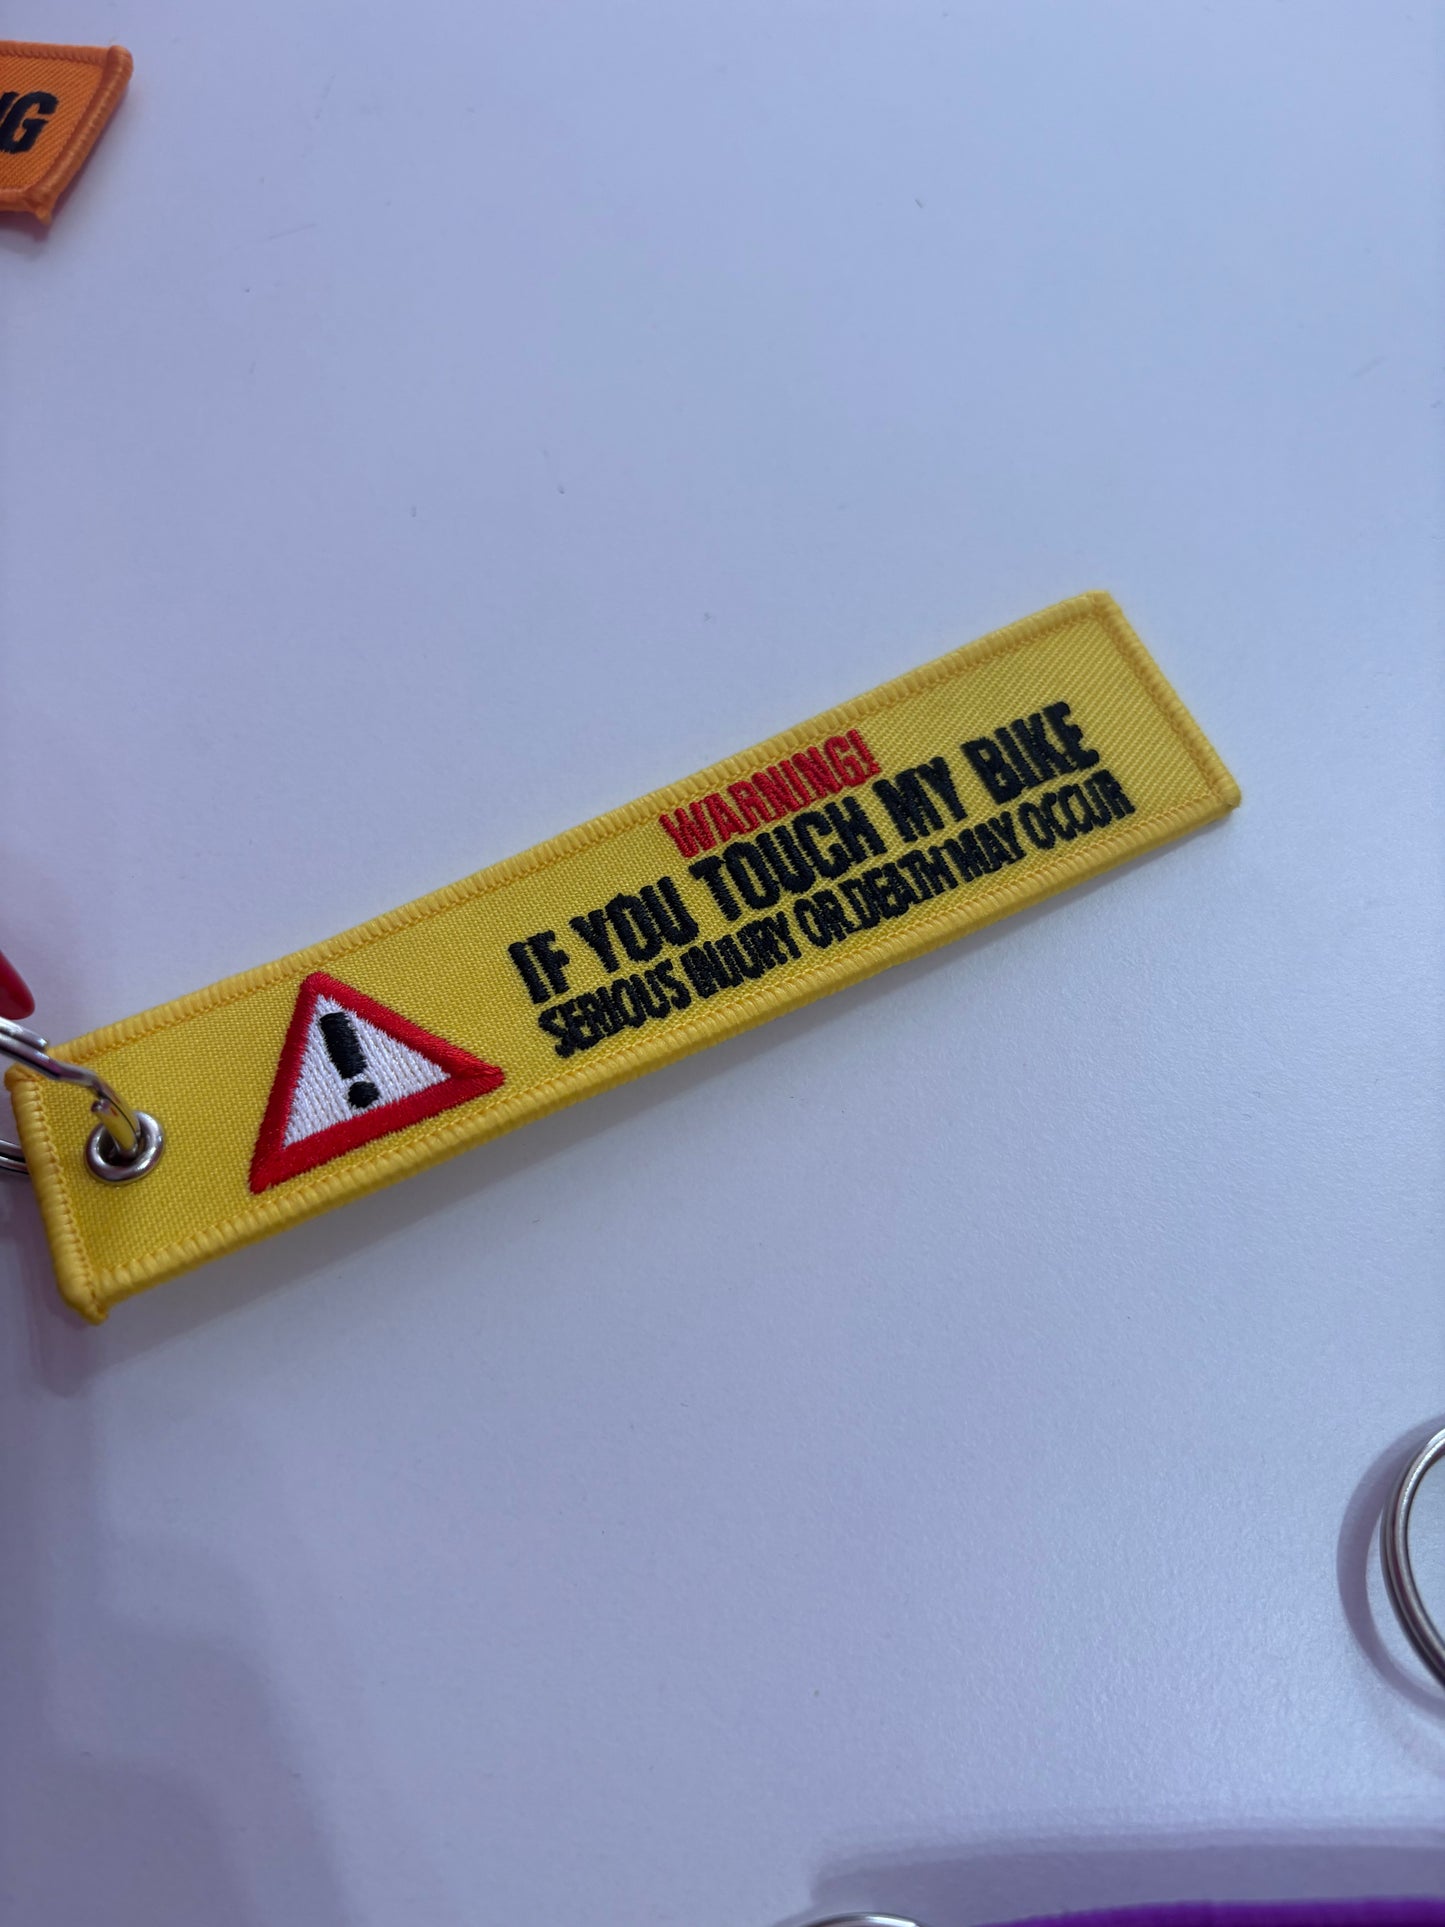 WARNING!
IF YOU TOUCH MY BIKE
SERIOUS INJURY OR DEATH MAY OCCUR